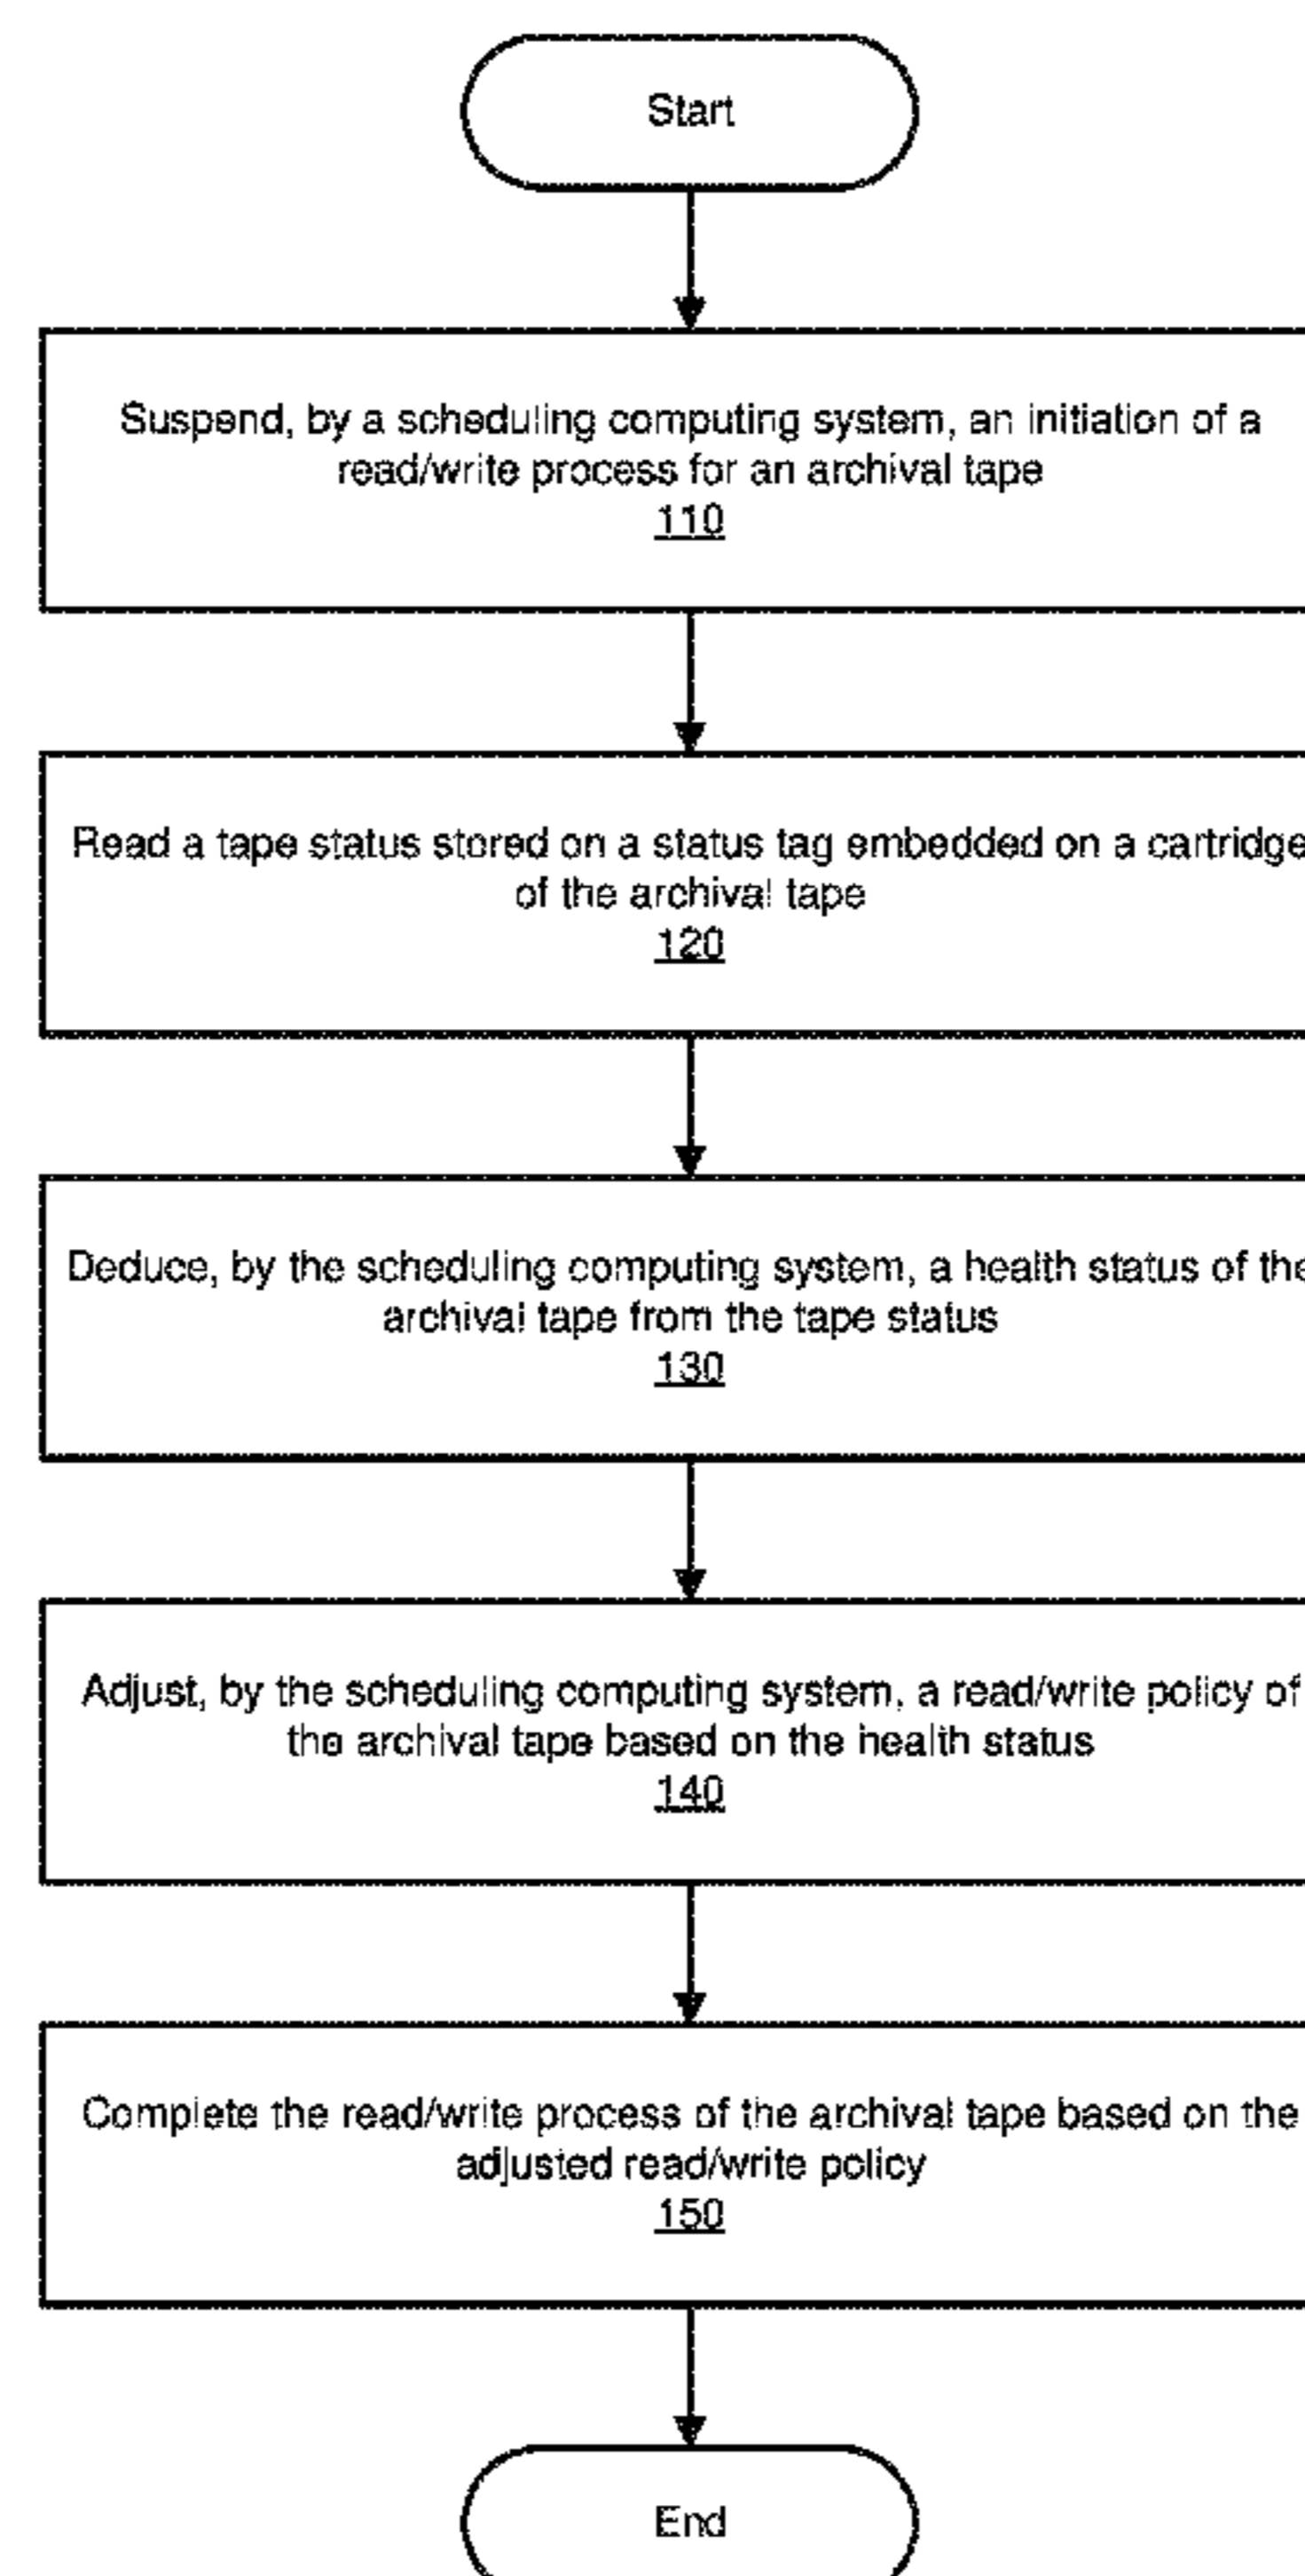 Start
Suspend, by a scheduling computing system, an initiation of a
read/write process for an archival tape
110
Read a tape status stored on a status tag embedded on a cartridge
of the archival tape
120
Deduce, by the scheduling computing system, a health status of the
archival tape from the tape status
130
Adjust, by the scheduling computing system, a read/write policy of
the archival tape based on the health status
140
Complete the read/write process of the archival tape based on the
adjusted read/write policy
150
End